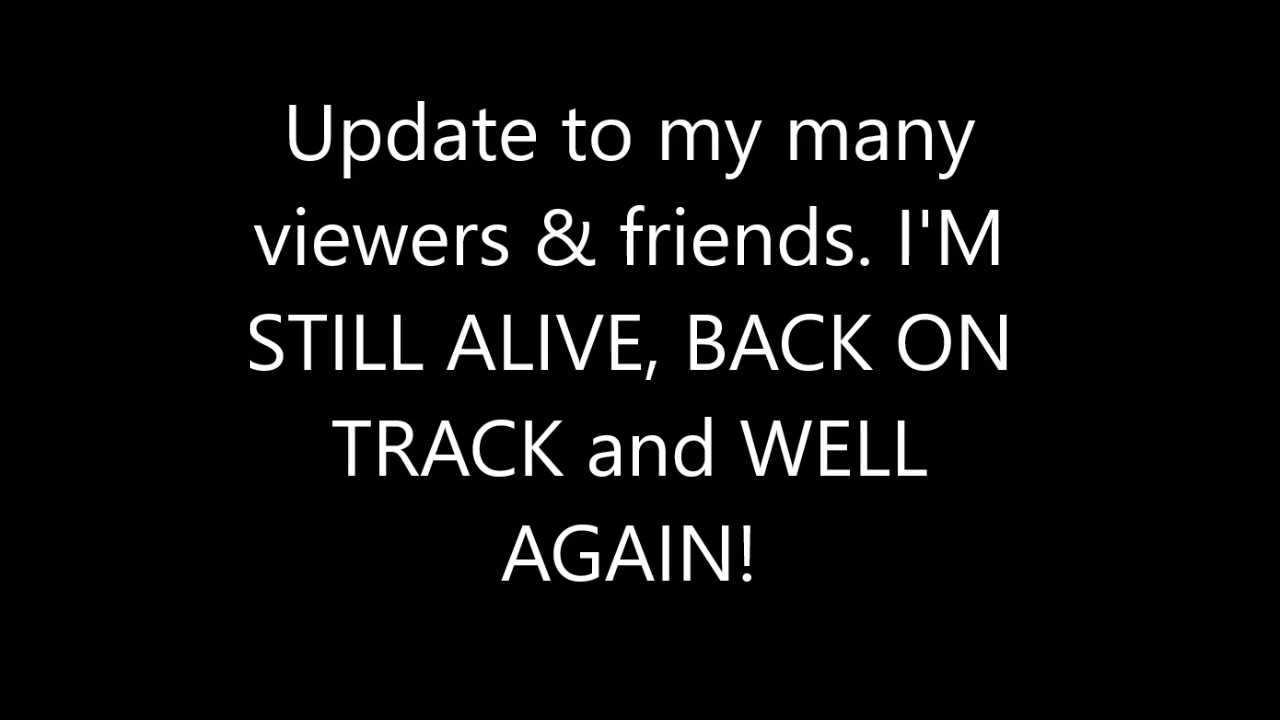 Update to my many
viewers & friends. I'M
STILL ALIVE, BACK ON
TRACK and WELL
AGAIN!